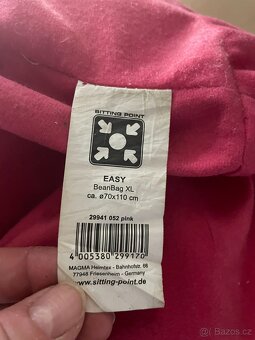 SITTING POINT
EASY
BeanBag XL
ca. ø70x110 cm
29941 052 pink
4 005380 299170
MAGMA Heimtex - Bahnhofstr. 66
77948 Friesenheim - Germany
www.sitting-point.de
Bazos.cz